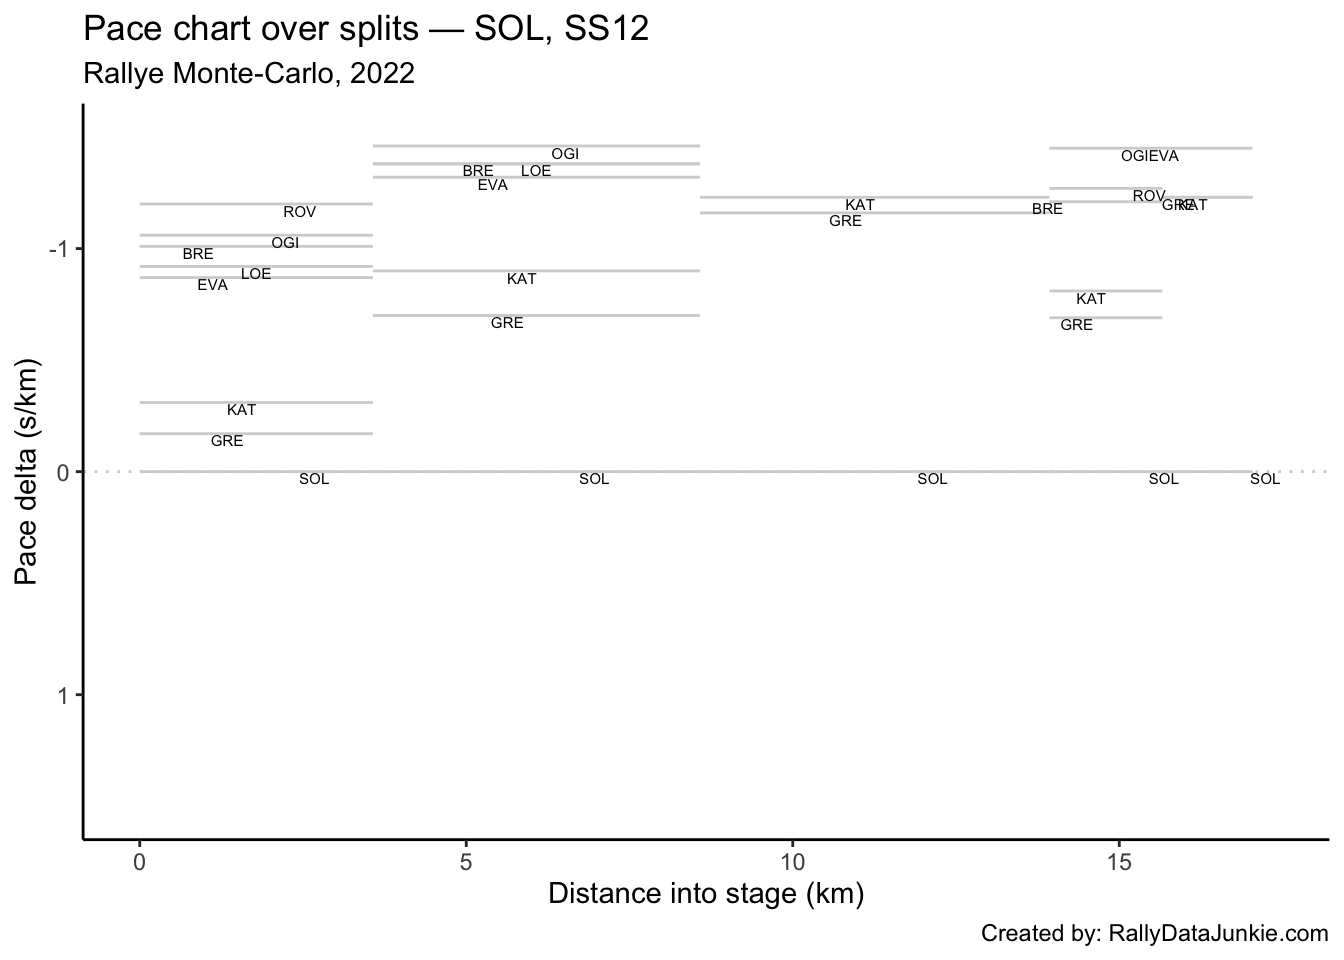 Pace chart over splits — SOL, SS12
Rallye Monte-Carlo, 2022
OGI
OGIEVA
BRE LOE
EVA
ROV
ROV
KAT
BRE
GRE
KAT
GRE
OGI
BRE
-1
LOE
EVA
KAT
KAT
GRE
GRE
KAT
GRE
0
SOL SOL SOL SOL SOL
1
Pace delta (s/km)
0 5 10 15
Distance into stage (km)
Created by: RallyDataJunkie.com